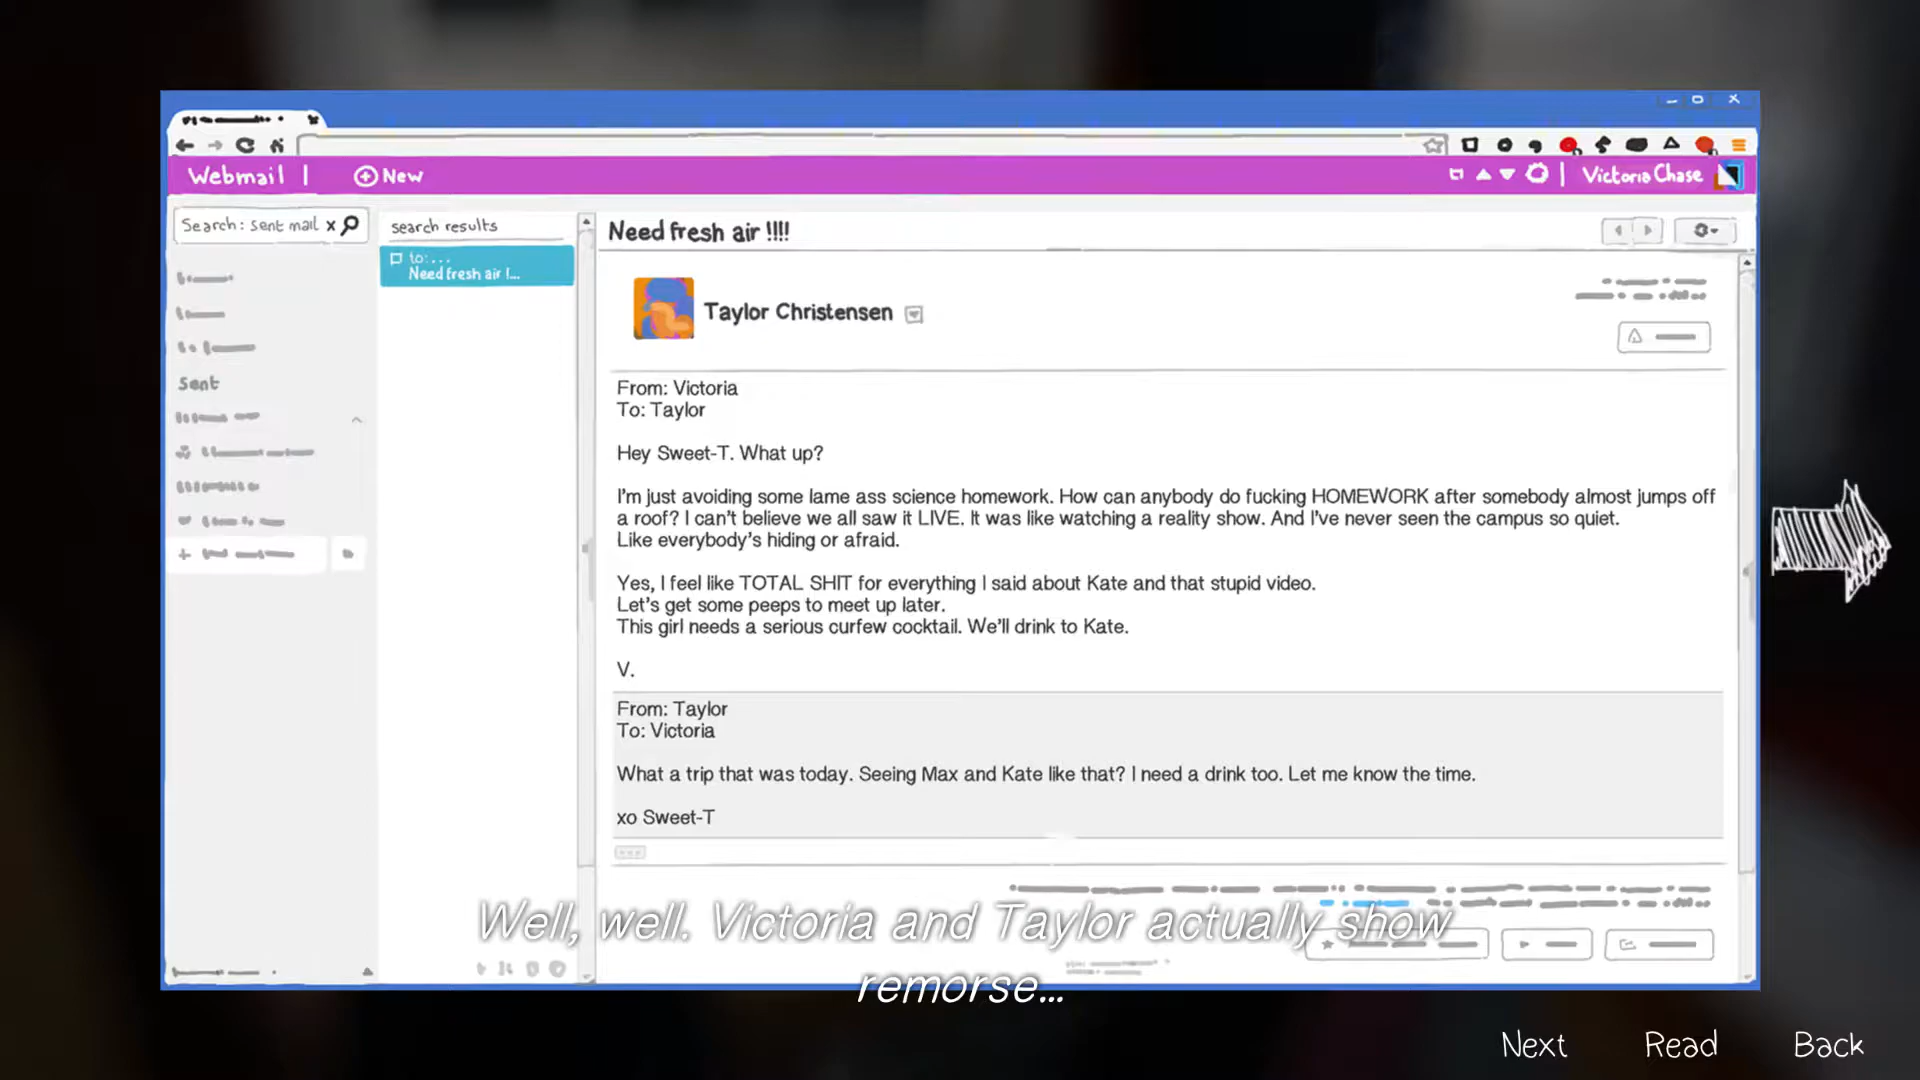 Webmail | New
Victoria Chase
Search: sent mail x
search results
to:...
Need fresh air !...
Sent
Need fresh air !!!!
Taylor Christensen
From: Victoria
To: Taylor
Hey Sweet-T. What up?
I'm just avoiding some lame ass science homework. How can anybody do fucking HOMEWORK after somebody almost jumps off
a roof? I can't believe we all saw it LIVE. It was like watching a reality show. And I've never seen the campus so quiet.
Like everybody's hiding or afraid.
Yes, I feel like TOTAL SHIT for everything I said about Kate and that stupid video.
Let's get some peeps to meet up later.
This girl needs a serious curfew cocktail. We'll drink to Kate.
V.
From: Taylor
To: Victoria
What a trip that was today. Seeing Max and Kate like that? I need a drink too. Let me know the time.
xo Sweet-T
Well, well. Victoria and Taylor actually show
remorse...
Next Read Back